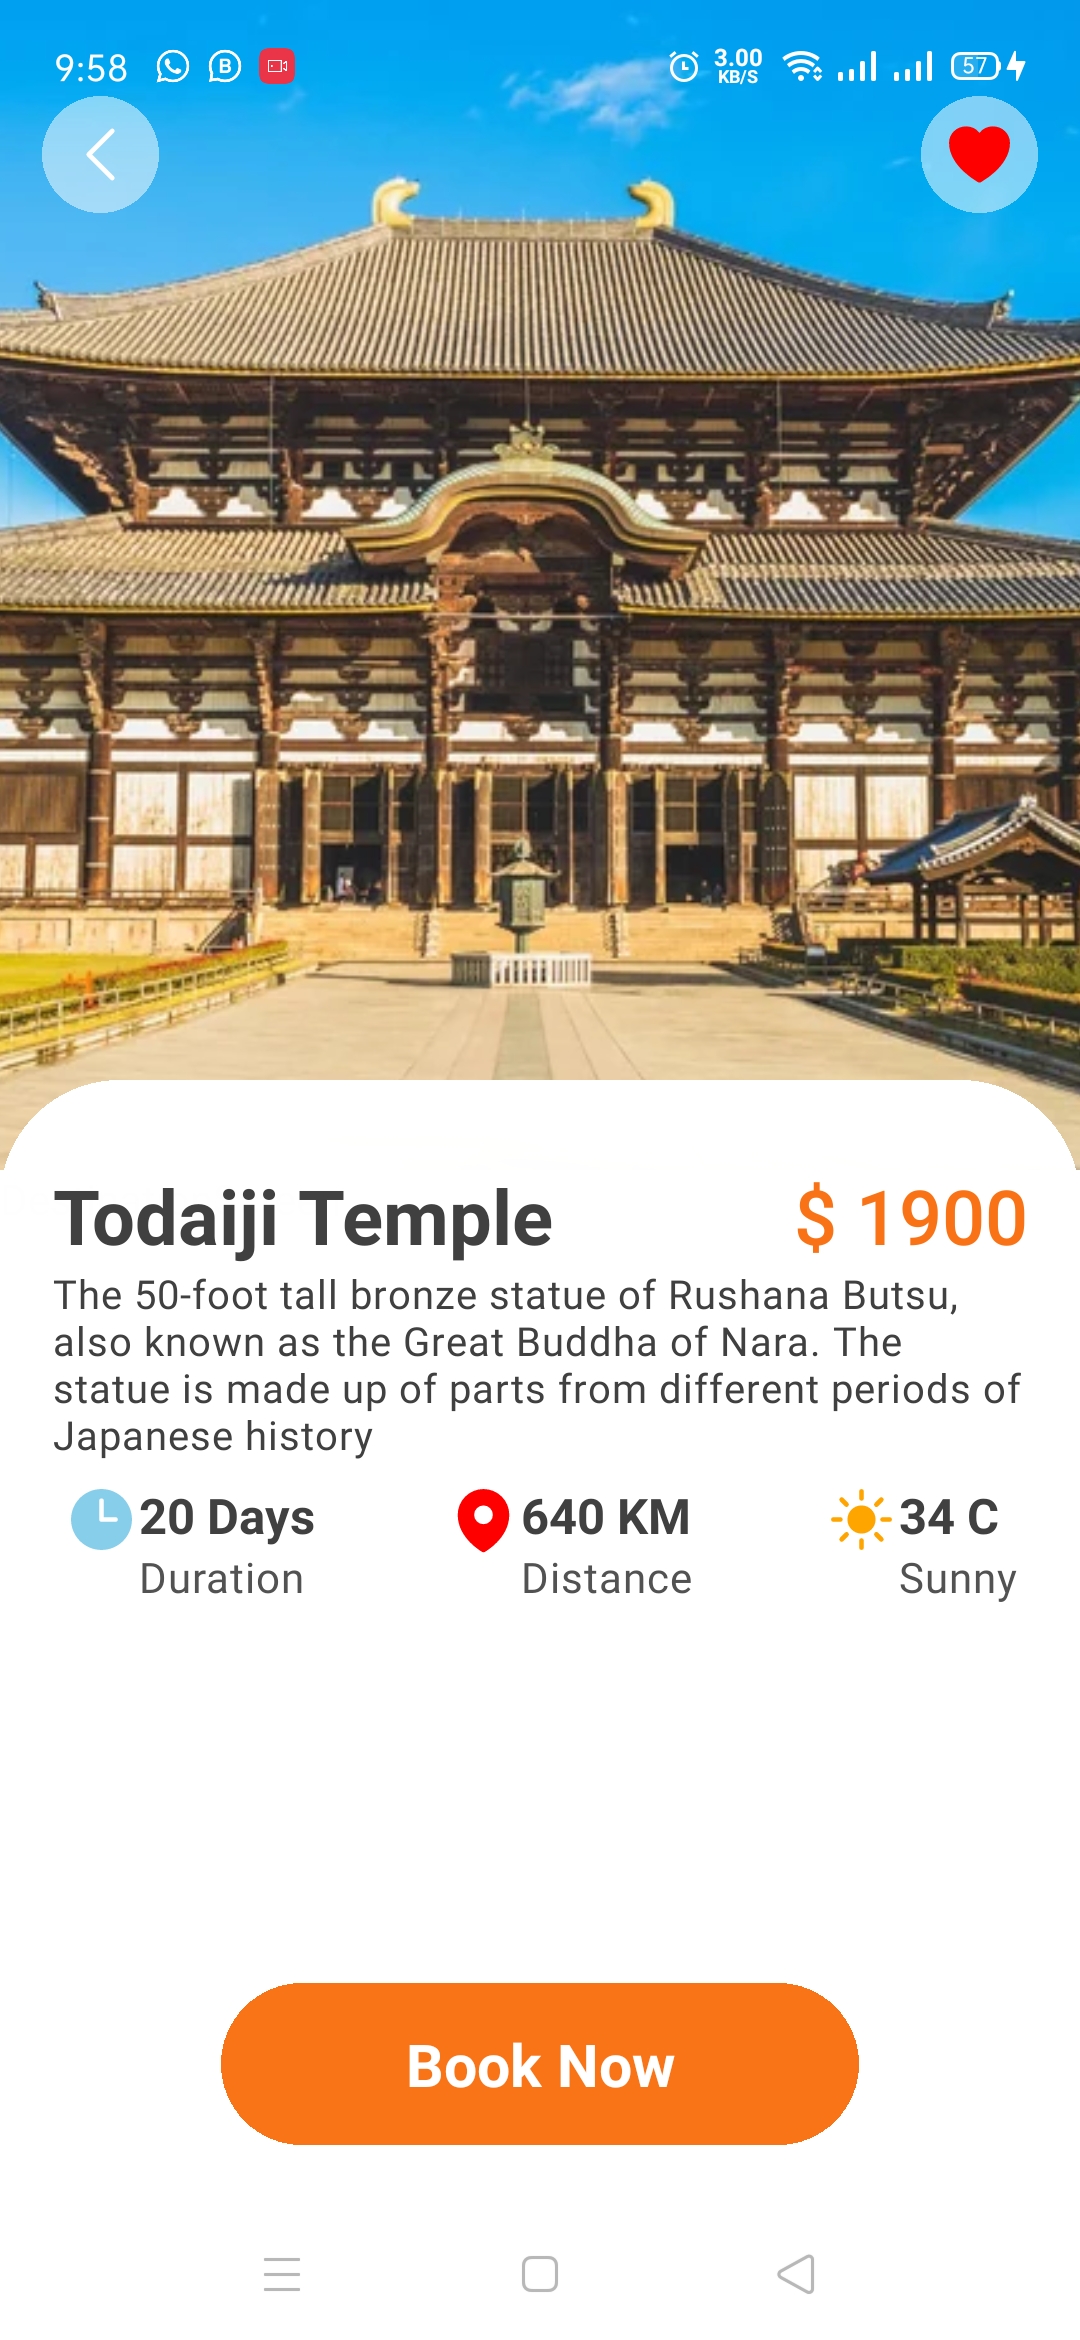 9:58
B
3.00
KB/S
57
Todaiji Temple
$ 1900
The 50-foot tall bronze statue of Rushana Butsu,
also known as the Great Buddha of Nara. The
statue is made up of parts from different periods of
Japanese history
20 Days
640 KM
34 C
Duration
Distance
Sunny
Book Now